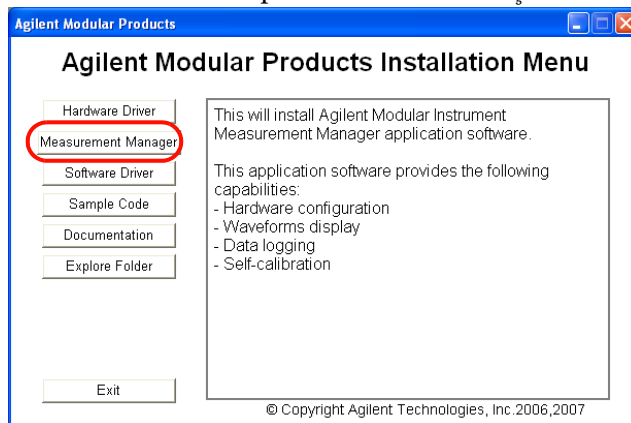 Agilent Modular Products
Agilent Modular Products Installation Menu
Hardware Driver
Measurement Manager
Software Driver
Sample Code
Documentation
Explore Folder
Exit
This will install Agilent Modular Instrument
Measurement Manager application software.
This application software provides the following
capabilities:
- Hardware configuration
- Waveforms display
- Data logging
- Self-calibration
© Copyright Agilent Technologies, Inc.2006,2007